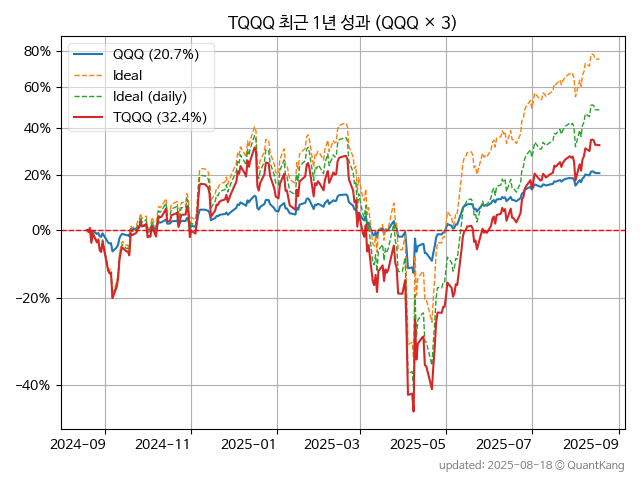 TQQQ 최근 1년 성과 (QQQ × 3)
QQQ (20.7%)
Ideal
Ideal (daily)
TQQQ (32.4%)
80%
60%
40%
20%
0%
−20%
−40%
2024-09 2024-11 2025-01 2025-03 2025-05 2025-07 2025-09
updated: 2025-08-18 © QuantKang